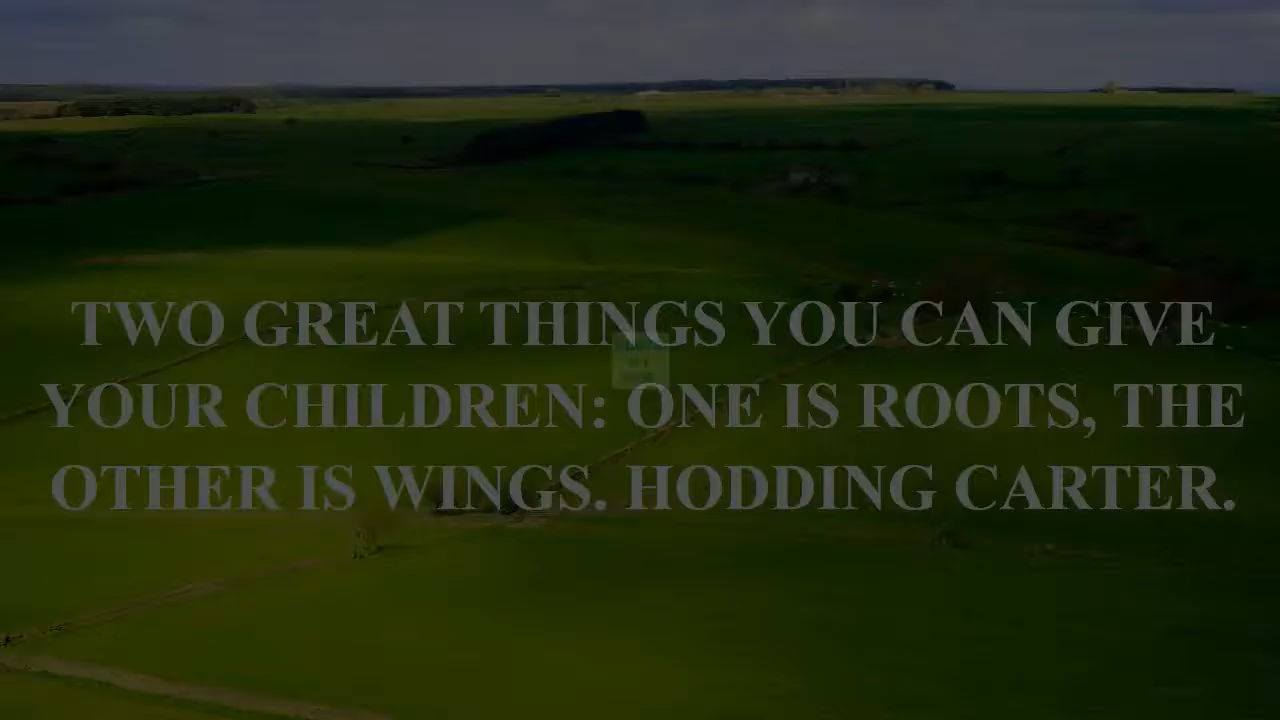 TWO GREAT THINGS YOU CAN GIVE
YOUR CHILDREN: ONE IS ROOTS, THE
OTHER IS WINGS. HODDING CARTER.